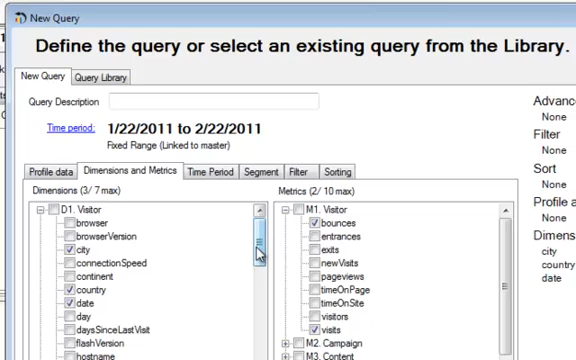 New Query
Define the query or select an existing query from the Library.
New Query
Query Library
Query Description
Time period:
1/22/2011 to 2/22/2011
Fixed Range (Linked to master)
Profile data
Dimensions and Metrics
Time Period
Segment
Filter
Sorting
Dimensions (3/ 7 max)
D1. Visitor
browser
browserVersion
city
connectionSpeed
continent
country
date
day
daysSinceLastVisit
flashVersion
hostname
Metrics (2/ 10 max)
M1. Visitor
bounces
entrances
exits
newVisits
pageviews
timeOnPage
timeOnSite
visitors
visits
M2. Campaign
M3. Content
None
Filter
None
Sort
None
None
city
country
date